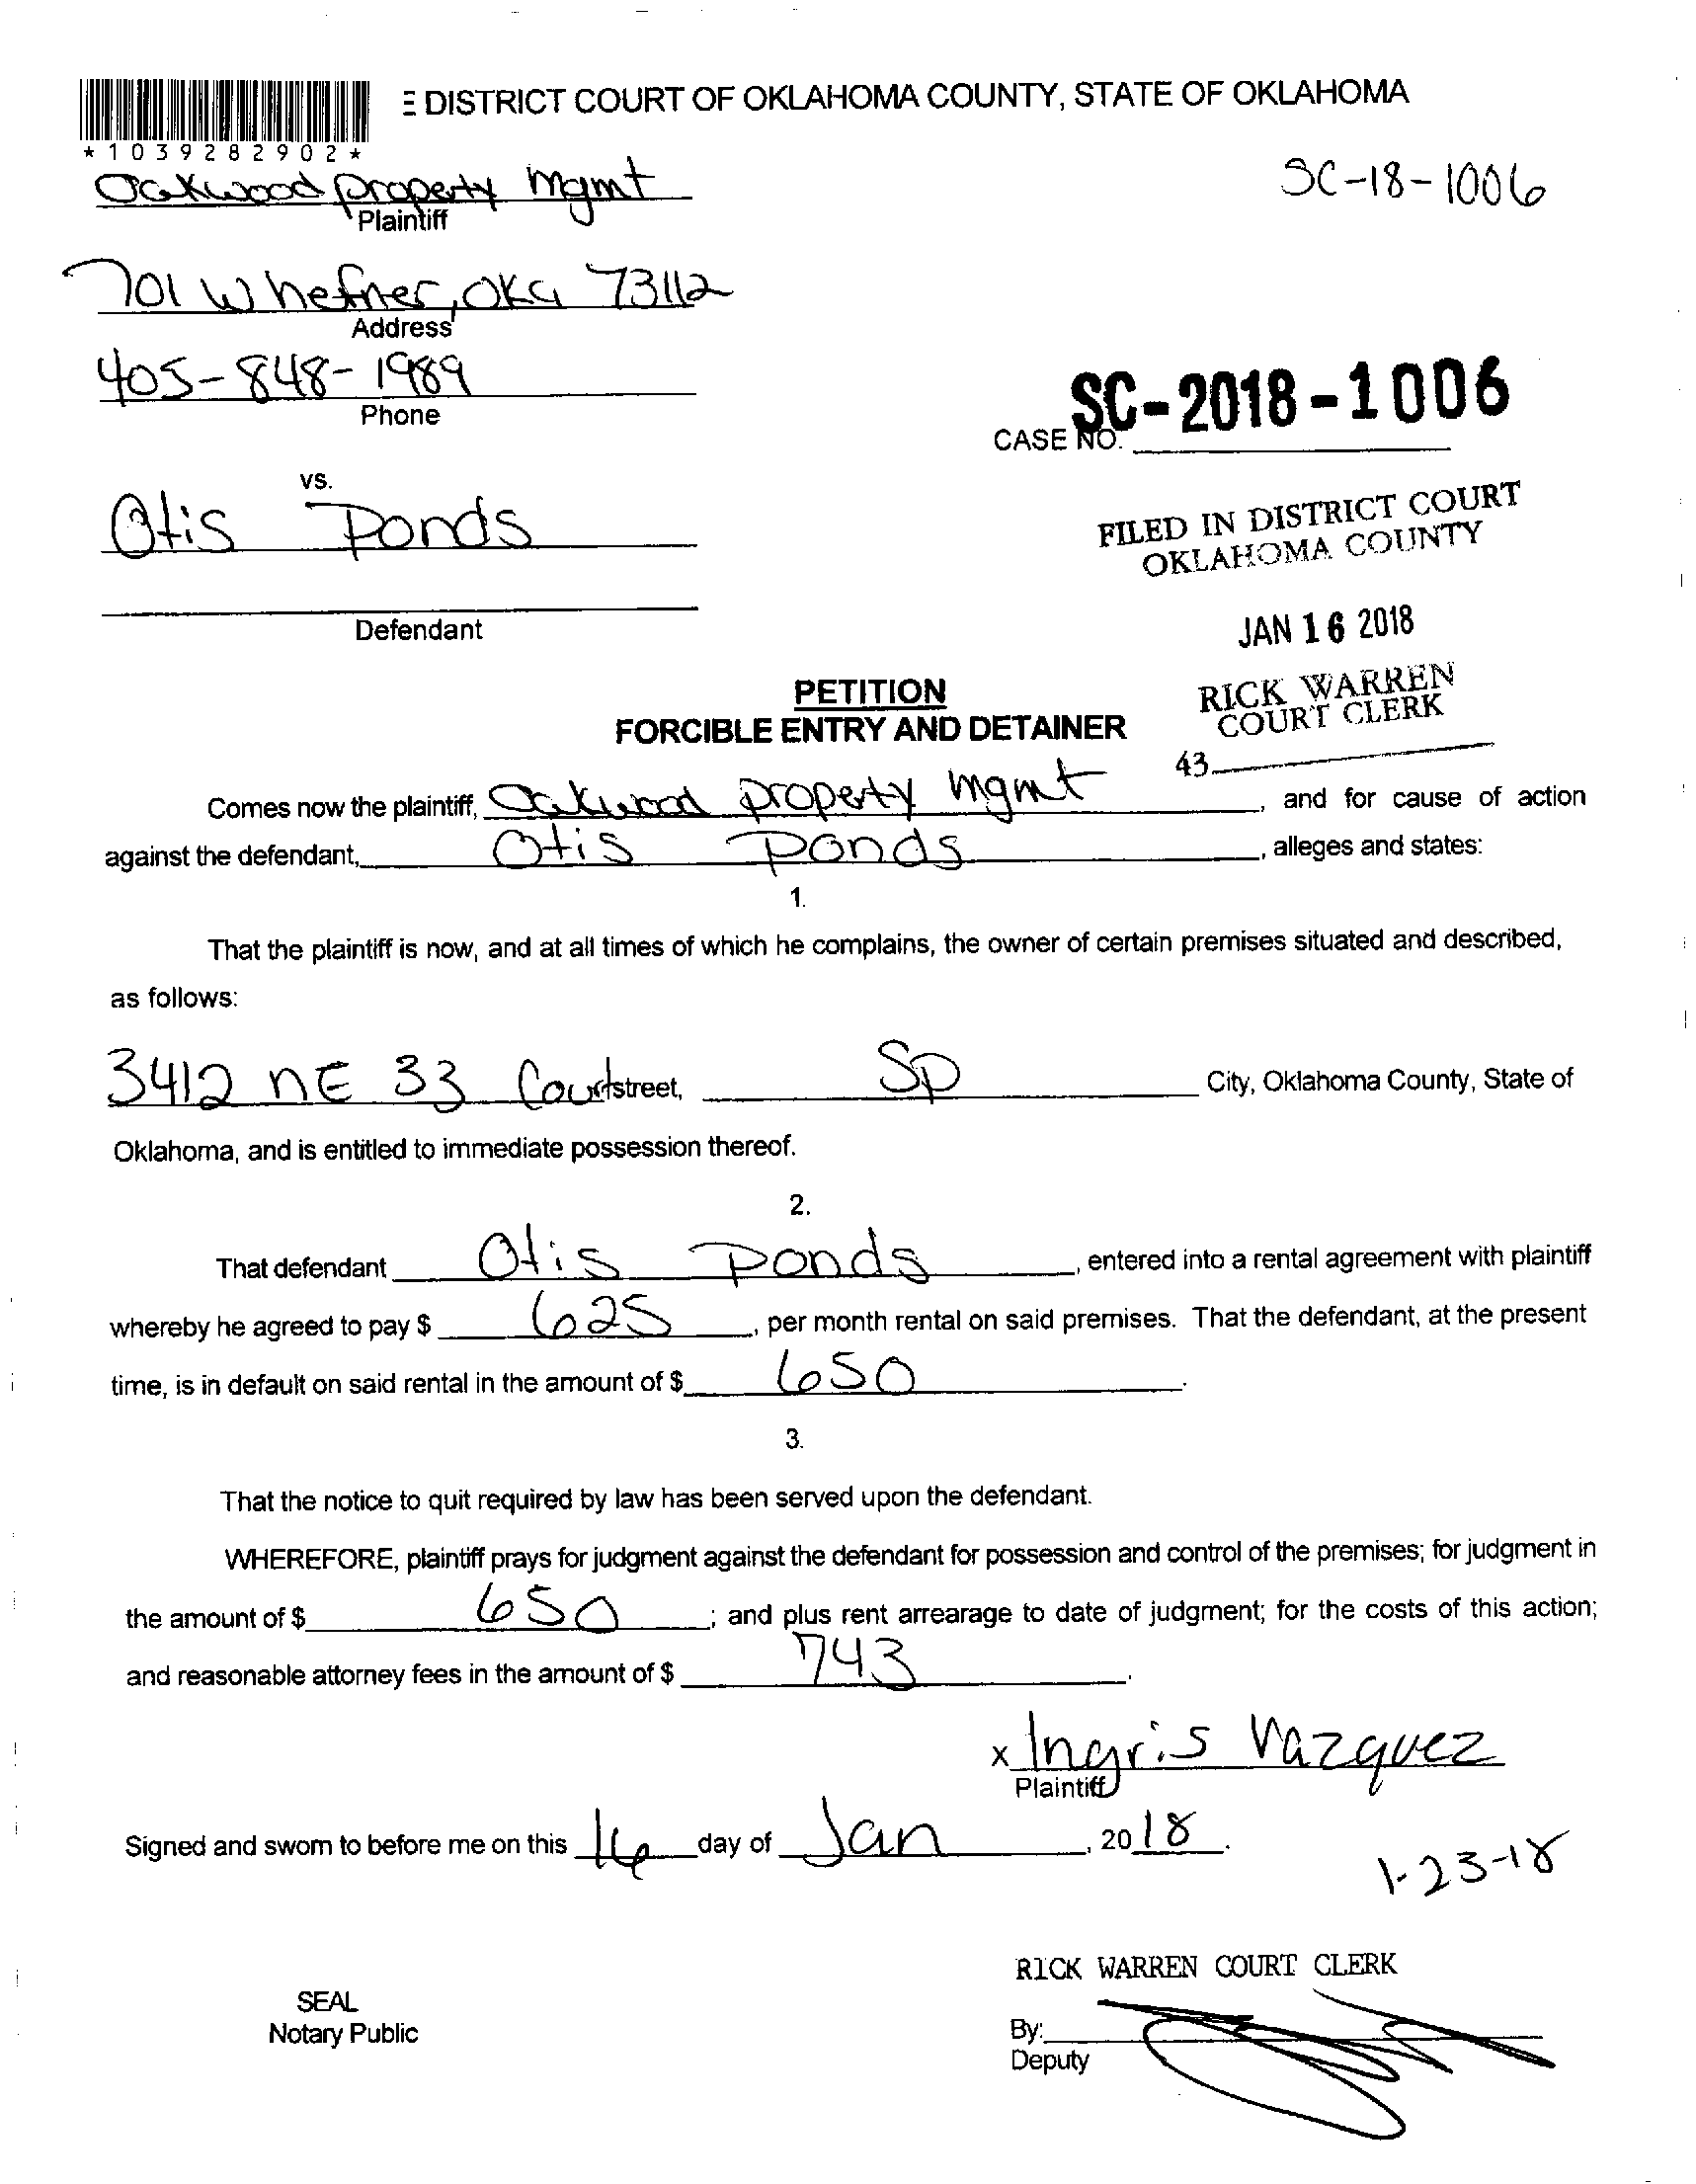 E DISTRICT COURT OF OKLAHOMA COUNTY, STATE OF OKLAHOMA
*1039282902*
Oakwood property mgmt
Plaintiff
SC-18-1006
701 W hefner, OKC 73112
Address
405-848-1989
Phone
SC-2018-1006
CASE NO.
vs.
Otis Ponds
FILED IN DISTRICT COURT
OKLAHOMA COUNTY
Defendant
JAN 16 2018
PETITION
RICK WARREN
COURT CLERK
FORCIBLE ENTRY AND DETAINER
43
Comes now the plaintiff, Oakwood property mgmt, and for cause of action
against the defendant, Otis Ponds, alleges and states:
1.
That the plaintiff is now, and at all times of which he complains, the owner of certain premises situated and described,
as follows:
3412 NE 33 Court street, SP City, Oklahoma County, State of
Oklahoma, and is entitled to immediate possession thereof.
2.
That defendant Otis Ponds, entered into a rental agreement with plaintiff
whereby he agreed to pay $ 625, per month rental on said premises. That the defendant, at the present
time, is in default on said rental in the amount of $ 650.
3.
That the notice to quit required by law has been served upon the defendant.
WHEREFORE, plaintiff prays for judgment against the defendant for possession and control of the premises; for judgment in
the amount of $ 650; and plus rent arrearage to date of judgment; for the costs of this action;
and reasonable attorney fees in the amount of $ 743.
x Ingris Vazquez
Plaintiff
Signed and sworn to before me on this 16 day of Jan, 2018.
1-23-18
RICK WARREN COURT CLERK
SEAL
Notary Public
By:
Deputy